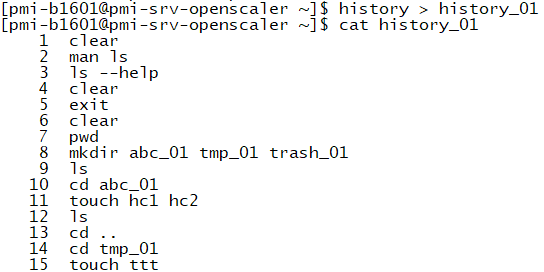 [pmi-b1601@pmi-srv-openscaler ~]$ history > history_01
[pmi-b1601@pmi-srv-openscaler ~]$ cat history_01
1 clear
2 man ls
3 ls --help
4 clear
5 exit
6 clear
7 pwd
8 mkdir abc_01 tmp_01 trash_01
9 ls
10 cd abc_01
11 touch hc1 hc2
12 ls
13 cd ..
14 cd tmp_01
15 touch ttt